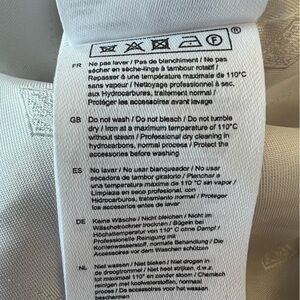 F
FR Ne pas laver / Pas de blanchiment / Ne pas
sécher en sèche-linge à tambour rotatif /
Repasser à une température maximale de 110°C
sans vapeur / Nettoyage professionnel à sec,
aux Hydrocarbures, traitement normal /
Protéger les accessoires avant lavage
GB Do not wash / Do not bleach / Do not tumble
dry / Iron at a maximum temperature of 110°C
without steam / Professional dry cleaning in
hydrocarbons, normal process / Protect the
accessories before washing
ES No lavar / No usar blanqueador / No usar
secadora de tambor giratorio / Planchar a
una temperatura máxima de 110 °C sin vapor /
Limpieza en seco profesional con
Hidrocarburos, tratamiento normal / Proteger
los accesorios antes del lavado
DE Keine Wäsche / Nicht bleichen / Nicht im
Wäschetrockner trocknen / Bügeln bei
Höchsttemperatur von 110 °C ohne Dampf /
Professionelle Reinigung mit
Kohlenwasserstoff, normale Behandlung / Die
Accessoires vor dem Waschen schützen
NL Niet wassen / Niet bleken / Niet drogen in
de droogtrommel / Niet heet strijken, d.w.z.
tot maximaal 110°C zonder stoom / Chemisch
reinigen met koolwaterstoffen, normaal
proces / De accessoires voor het wassen
beschermen